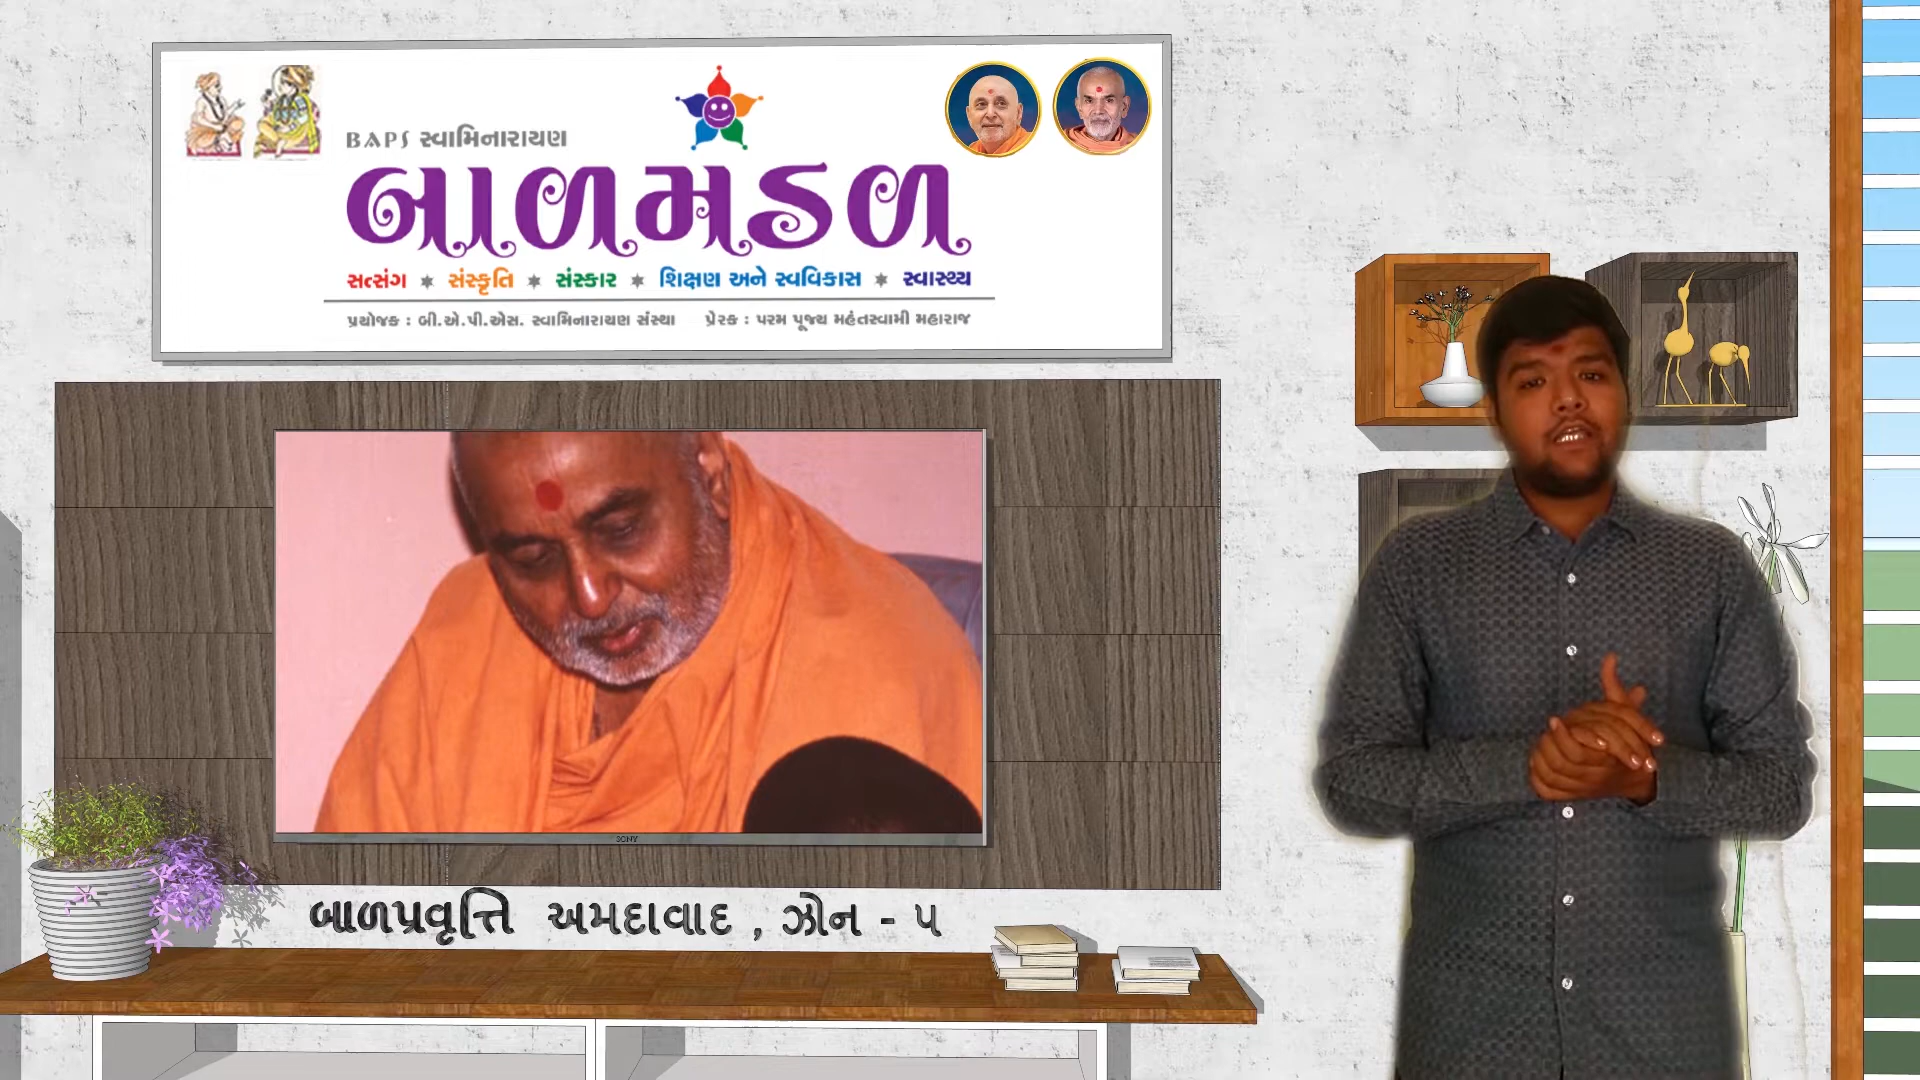 BAPS સ્વામિનારાયણ
બાળમંડળ
સત્સંગ * સંસ્કૃતિ * સંસ્કાર * શિક્ષણ અને સ્વવિકાસ * સ્વાસ્થ્ય
પ્રયોજક : બી.એ.પી.એસ. સ્વામિનારાયણ સંસ્થા પ્રેરક : પરમ પૂજ્ય મહંતસ્વામી મહારાજ
SONY
બાળપ્રવૃત્તિ અમદાવાદ , ઝોન - ૫